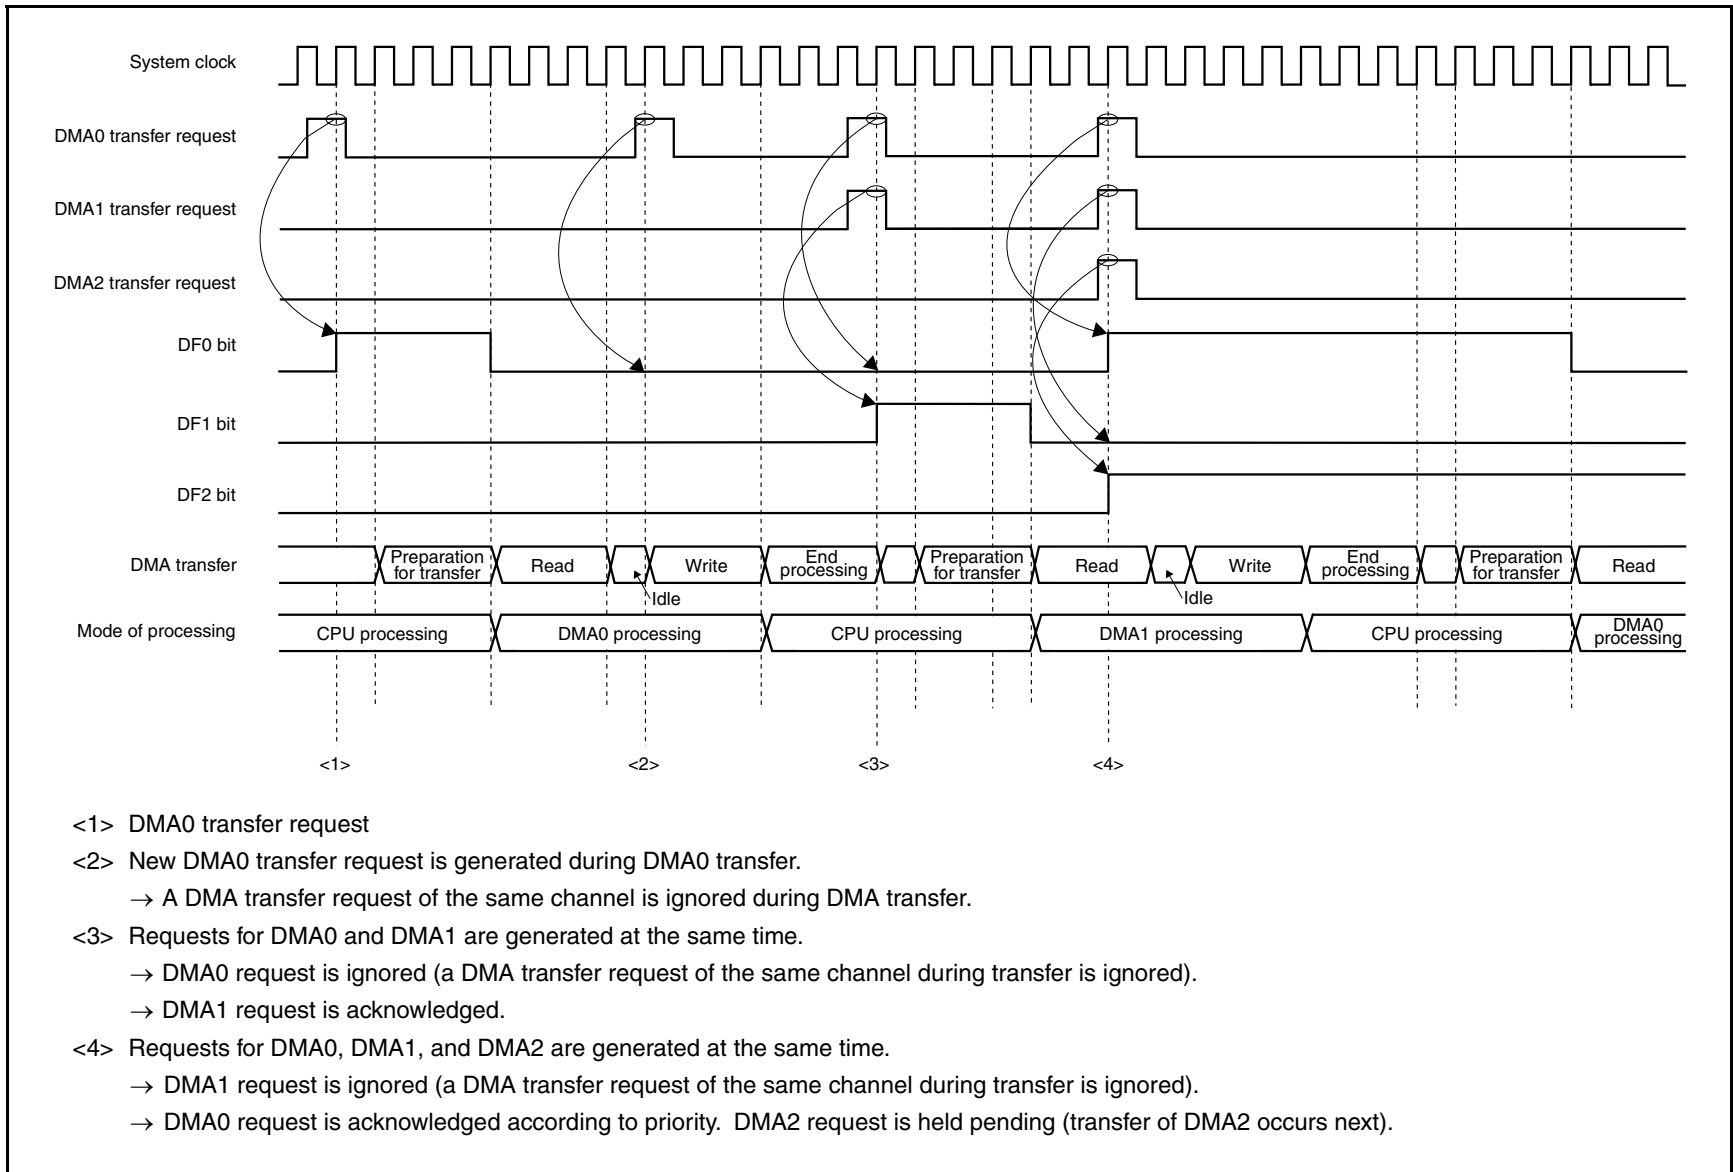 System clock
DMA0 transfer request
DMA1 transfer request
DMA2 transfer request
DF0 bit
DF1 bit
DF2 bit
DMA transfer
Preparation
for transfer
Read
Idle
Write
End
processing
Preparation
for transfer
Read
Idle
Write
End
processing
Preparation
for transfer
Read
Mode of processing
CPU processing
DMA0 processing
CPU processing
DMA1 processing
CPU processing
DMA0
processing
<1>
<2>
<3>
<4>
<1> DMA0 transfer request
<2> New DMA0 transfer request is generated during DMA0 transfer.
→ A DMA transfer request of the same channel is ignored during DMA transfer.
<3> Requests for DMA0 and DMA1 are generated at the same time.
→ DMA0 request is ignored (a DMA transfer request of the same channel during transfer is ignored).
→ DMA1 request is acknowledged.
<4> Requests for DMA0, DMA1, and DMA2 are generated at the same time.
→ DMA1 request is ignored (a DMA transfer request of the same channel during transfer is ignored).
→ DMA0 request is acknowledged according to priority. DMA2 request is held pending (transfer of DMA2 occurs next).